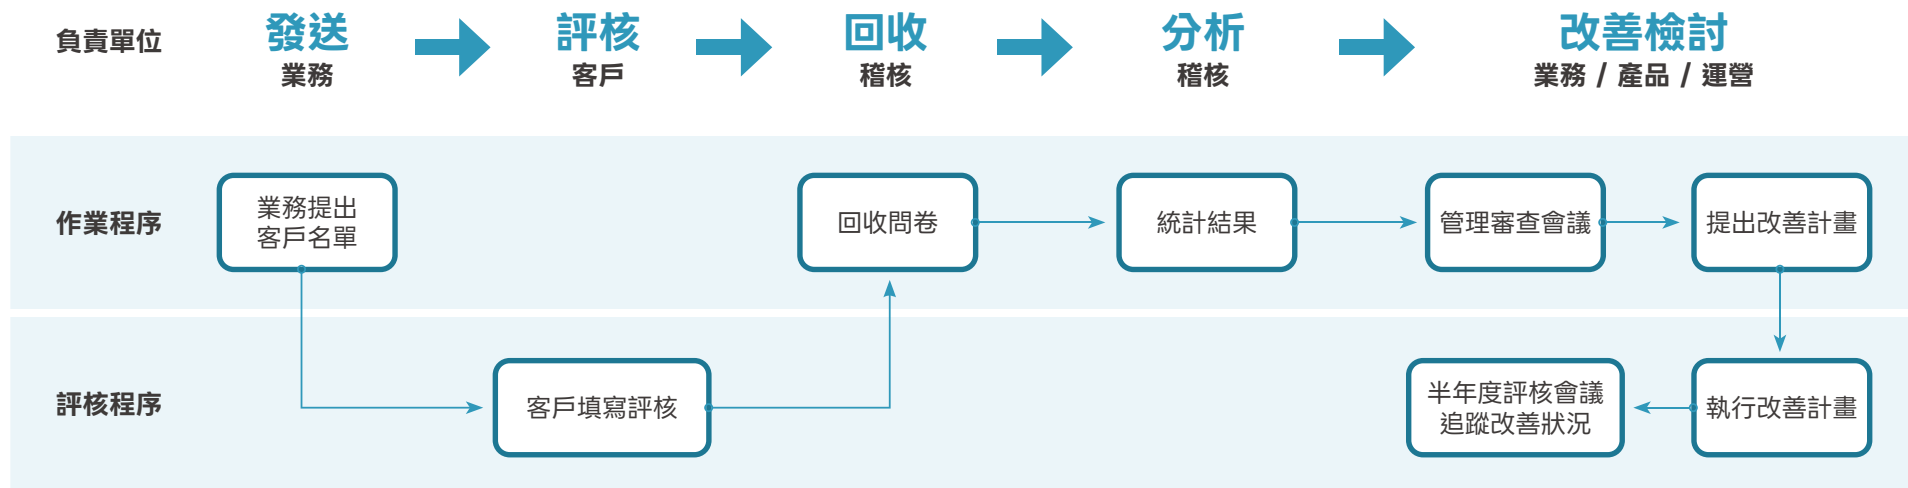 負責單位
發送
業務
評核
客戶
回收
稽核
分析
稽核
改善檢討
業務 / 產品 / 運營
作業程序
業務提出
客戶名單
回收問卷
統計結果
管理審查會議
提出改善計畫
評核程序
客戶填寫評核
半年度評核會議
追蹤改善狀況
執行改善計畫